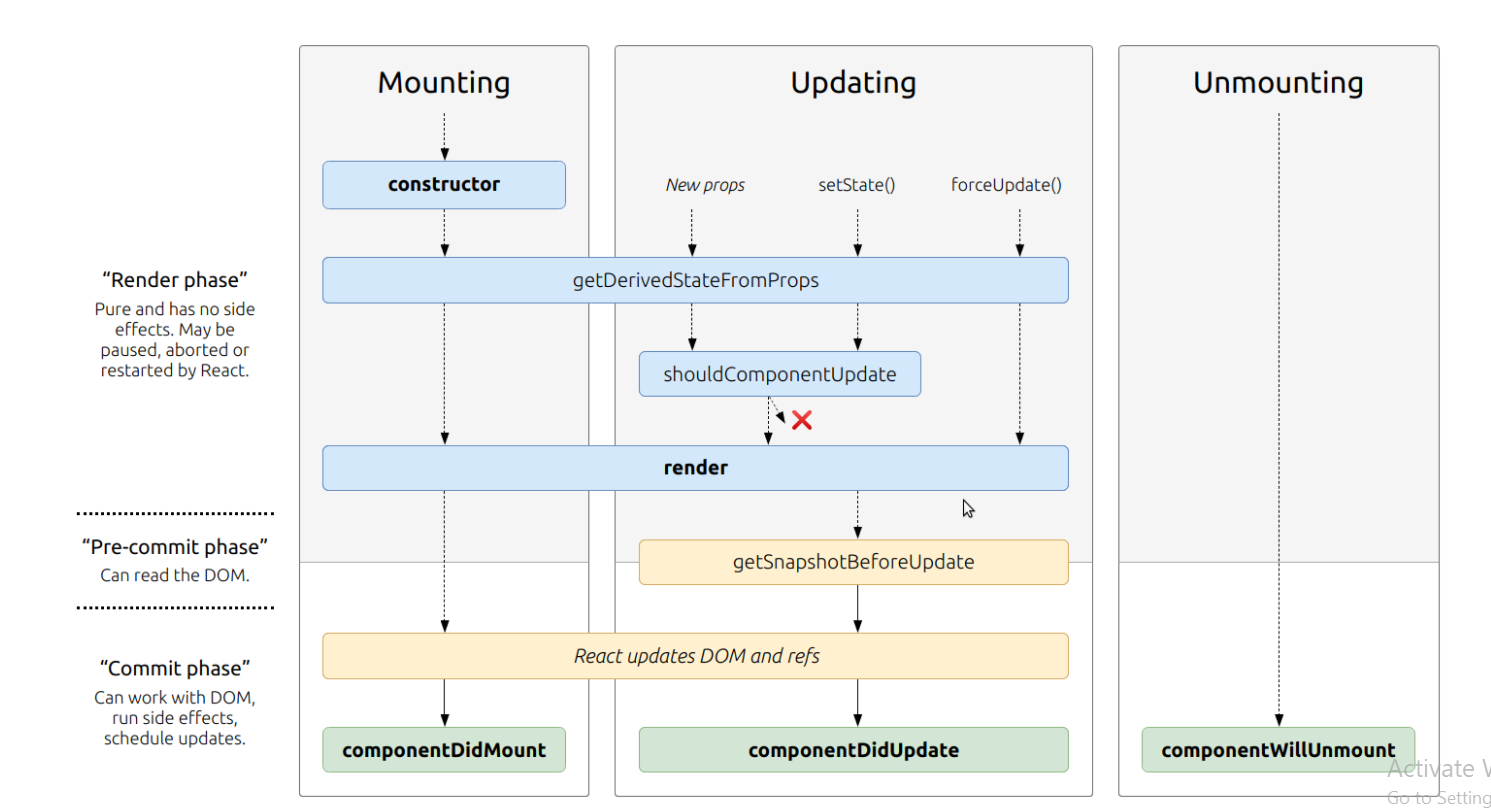 Mounting
Updating
Unmounting
constructor
New props
setState()
forceUpdate()
“Render phase”
Pure and has no side
effects. May be
paused, aborted or
restarted by React.
getDerivedStateFromProps
shouldComponentUpdate
render
“Pre-commit phase”
Can read the DOM.
getSnapshotBeforeUpdate
“Commit phase”
Can work with DOM,
run side effects,
schedule updates.
React updates DOM and refs
componentDidMount
componentDidUpdate
componentWillUnmount
Activate
Go to Setting